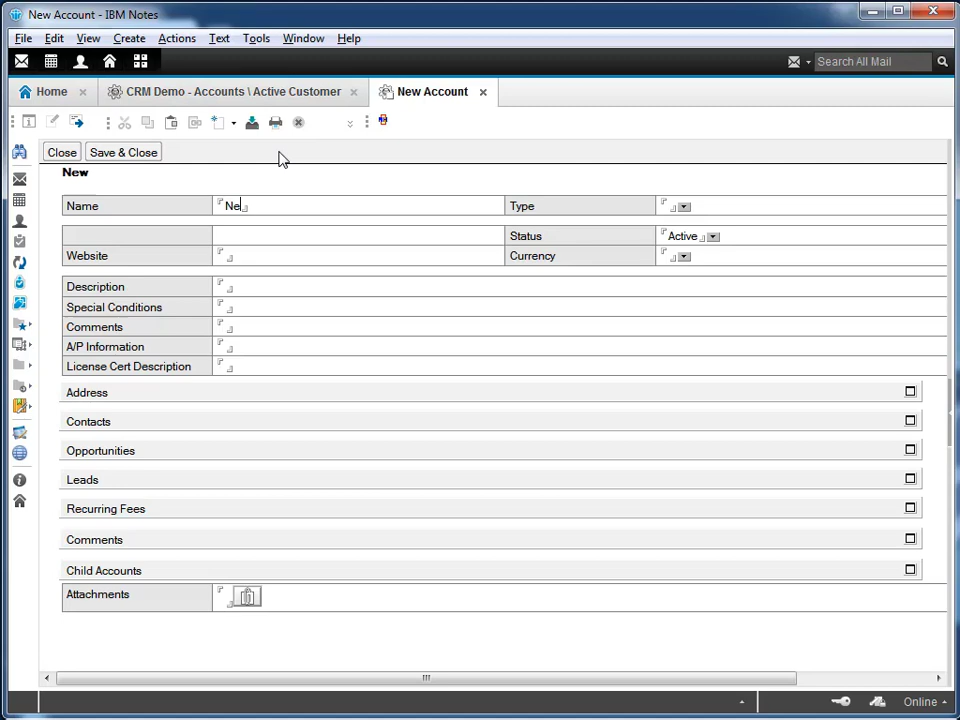 New Account - IBM Notes
File Edit View Create Actions Text Tools Window Help
Search All Mail
Home CRM Demo - Accounts \ Active Customer New Account
Close Save & Close
New
Name Ne Type
Status Active
Website Currency
Description
Special Conditions
Comments
A/P Information
License Cert Description
Address
Contacts
Opportunities
Leads
Recurring Fees
Comments
Child Accounts
Attachments
Online